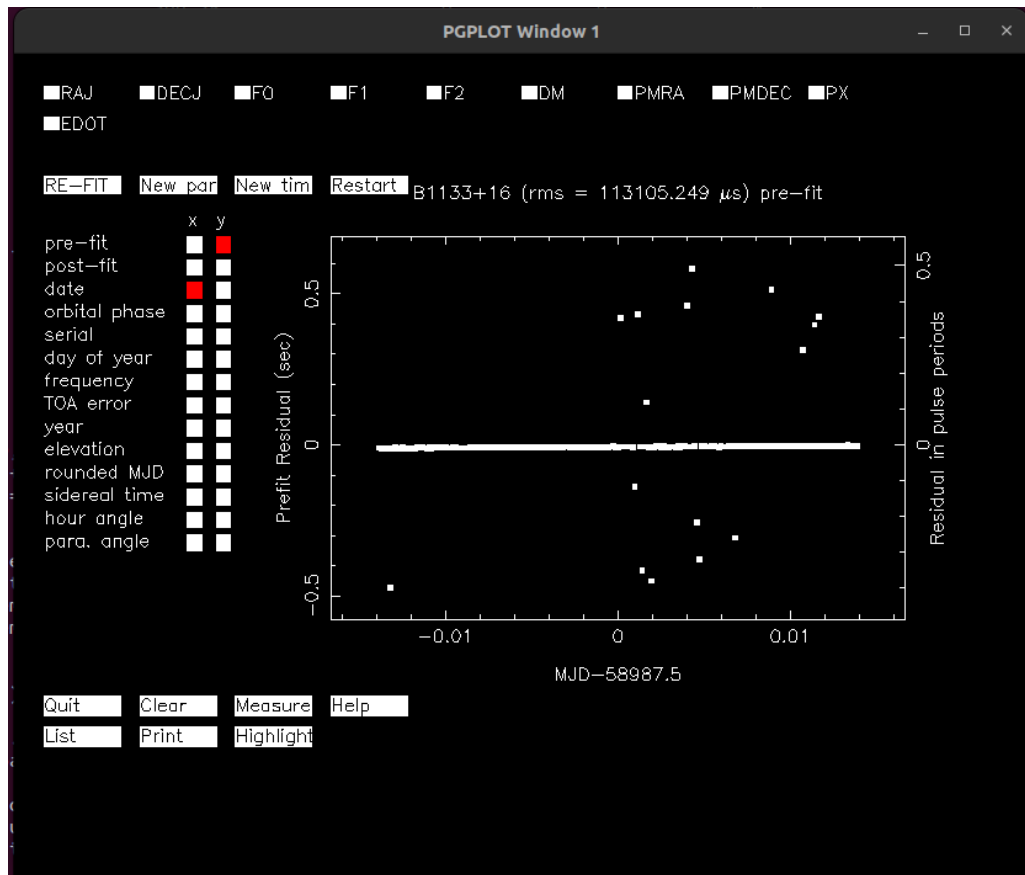 PGPLOT Window 1
RAJ DECJ F0 F1 F2 DM PMRA PMDEC PX
EDOT
RE-FIT New par New tim Restart
B1133+16 (rms = 113105.249 μs) pre-fit
x y
pre-fit
post-fit
date
orbital phase
serial
day of year
frequency
TOA error
year
elevation
rounded MJD
sidereal time
hour angle
para. angle
Prefit Residual (sec)
0.5
0
-0.5
-0.01 0 0.01
MJD-58987.5
0.5
0
Residual in pulse periods
Quit Clear Measure Help
List Print Highlight